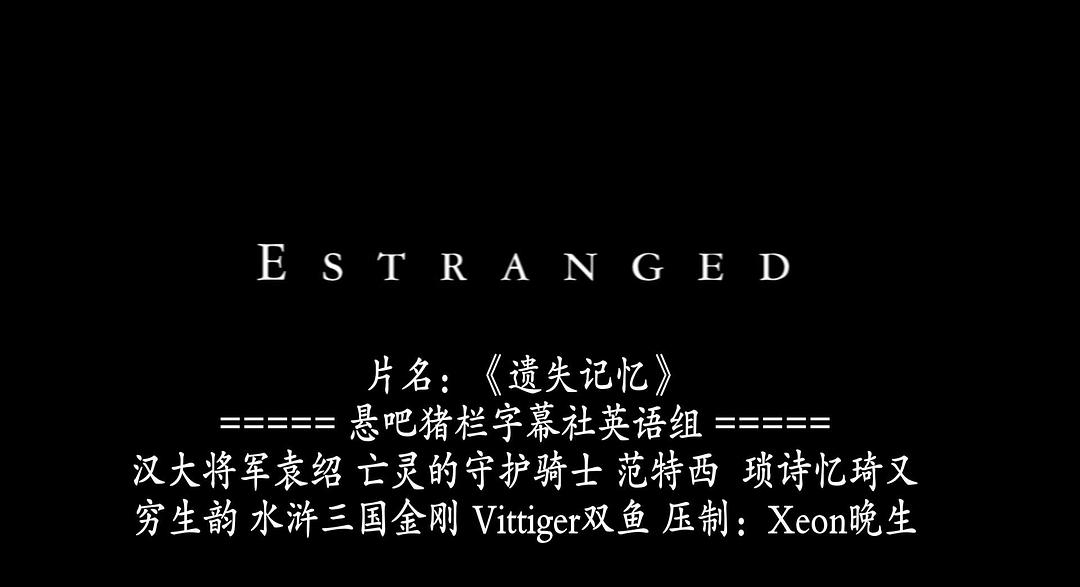 ESTRANGED
片名：《遗失记忆》
===== 悬吧猪栏字幕社英语组 =====
汉大将军袁绍 亡灵的守护骑士 范特西 琐诗忆琦又
穷生韵 水浒三国金刚 Vittiger双鱼 压制：Xeon晚生